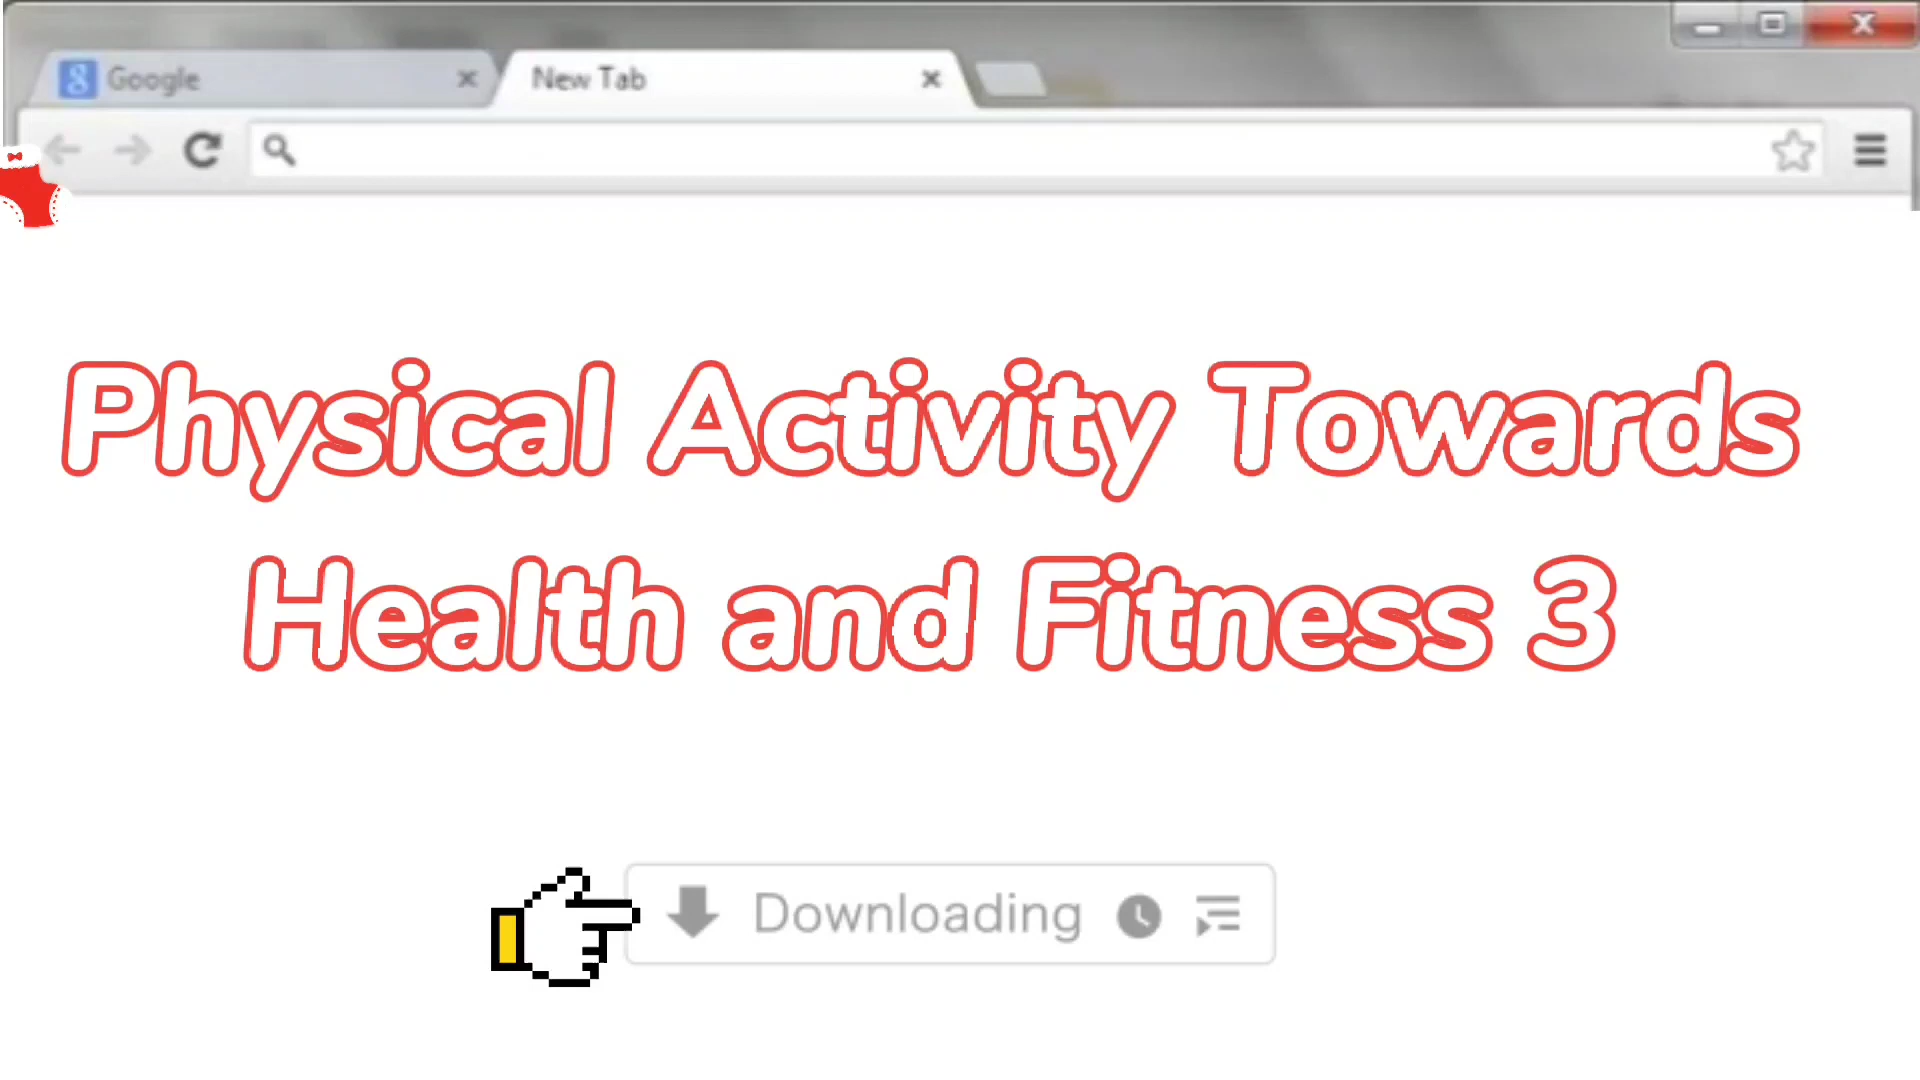 Google
New Tab
Physical Activity Towards
Health and Fitness 3
Downloading